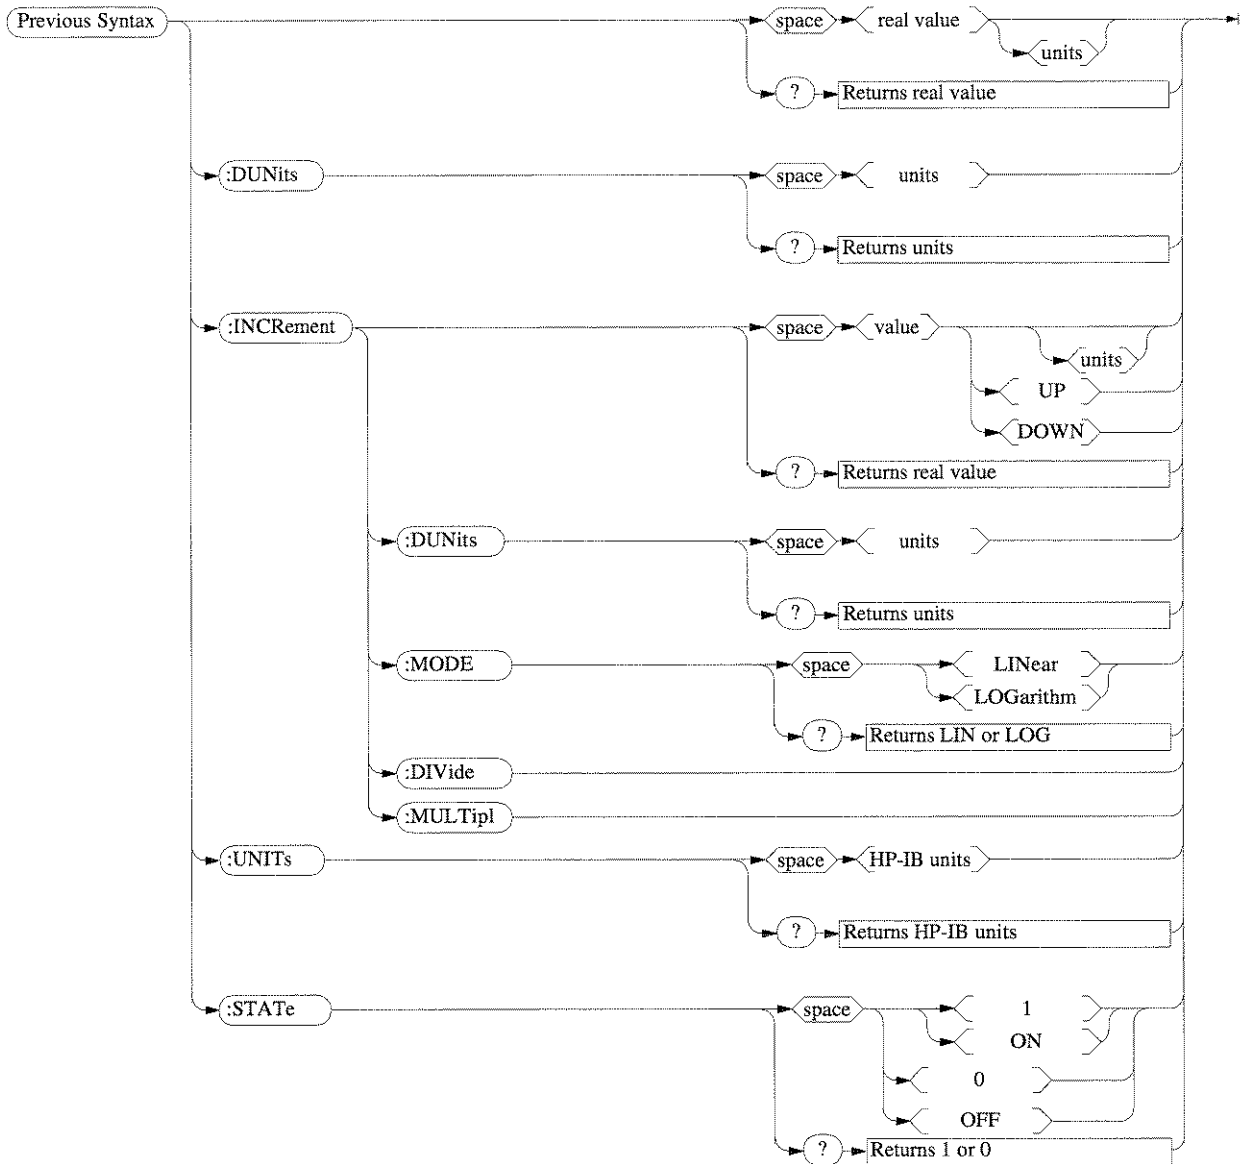 Previous Syntax space real value
units
? Returns real value
:DUNits space units
? Returns units
:INCRement space value
units
UP
DOWN
? Returns real value
:DUNits space units
? Returns units
:MODE space LINear
LOGarithm
? Returns LIN or LOG
:DIVide
:MULTipl
:UNITs space HP-IB units
? Returns HP-IB units
:STATe space 1
ON
0
OFF
? Returns 1 or 0